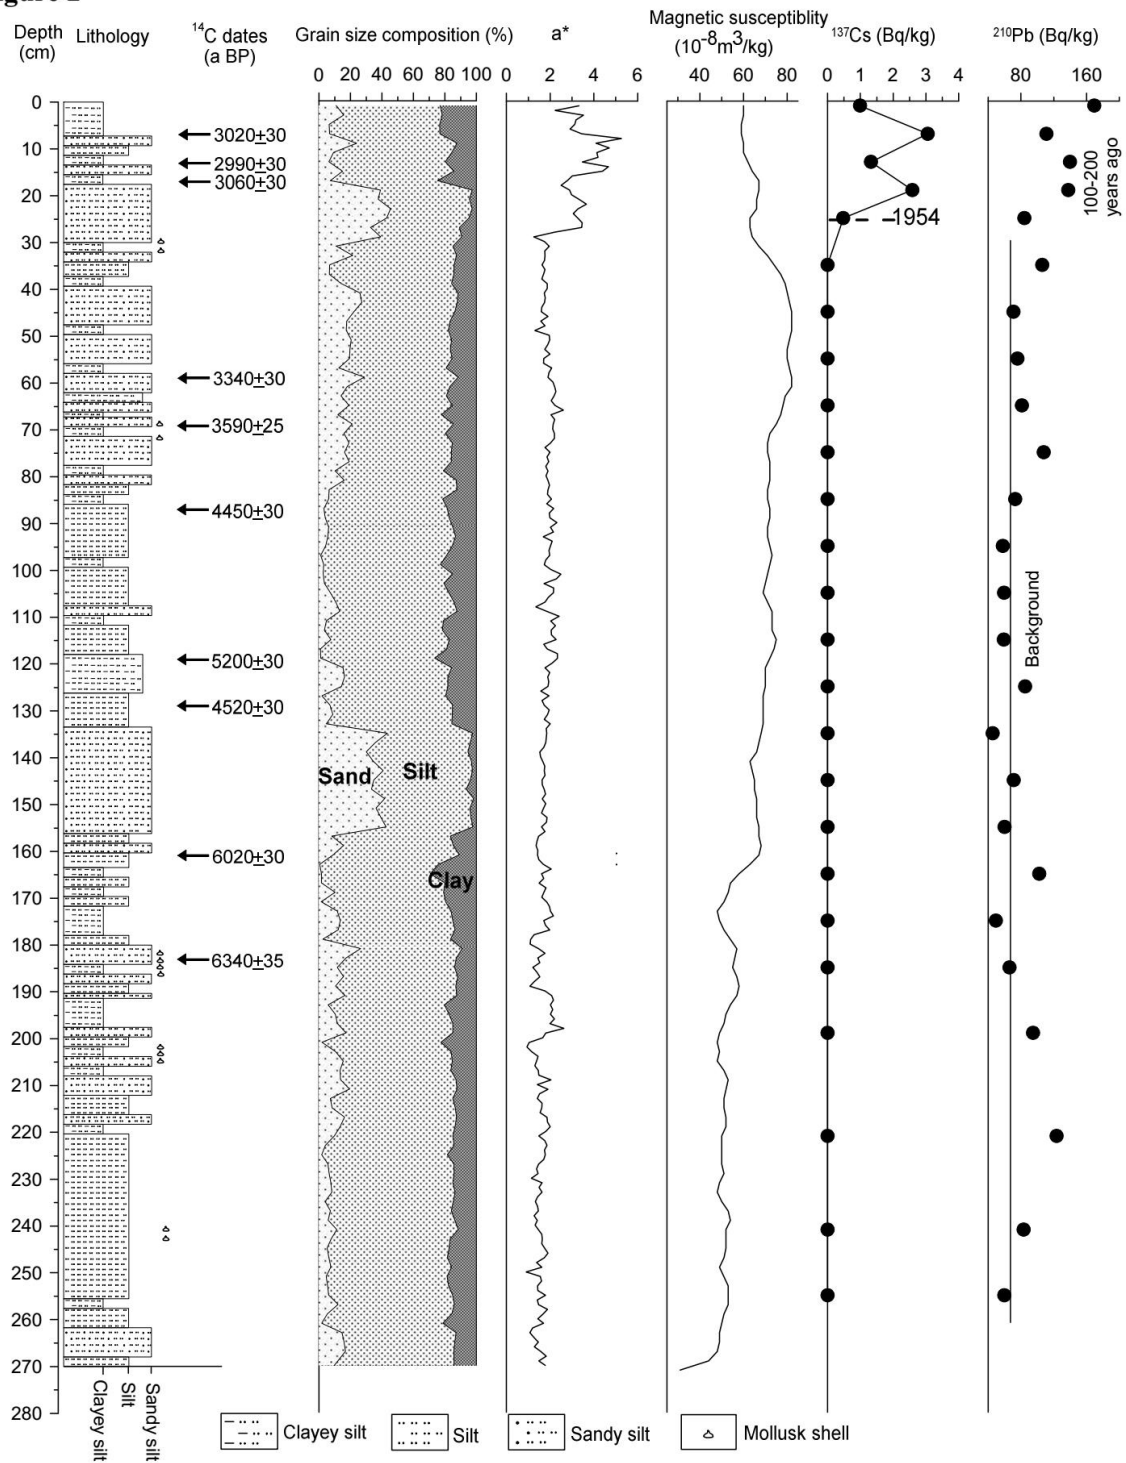 Depth
(cm)
Lithology
14C dates
(a BP)
Grain size composition (%)
a*
Magnetic susceptiblity
(10-8m3/kg)
137Cs (Bq/kg)
210Pb (Bq/kg)
0 20 40 60 80 100
0 2 4 6
40 60 80
0 1 2 3 4
80 160
0
10
20
30
40
50
60
70
80
90
100
110
120
130
140
150
160
170
180
190
200
210
220
230
240
250
260
270
280
3020±30
2990±30
3060±30
3340±30
3590±25
4450±30
5200±30
4520±30
6020±30
6340±35
Sand
Silt
Clay
1954
100-200
years ago
Background
Clayey silt
Silt
Sandy silt
Clayey silt
Silt
Sandy silt
Mollusk shell